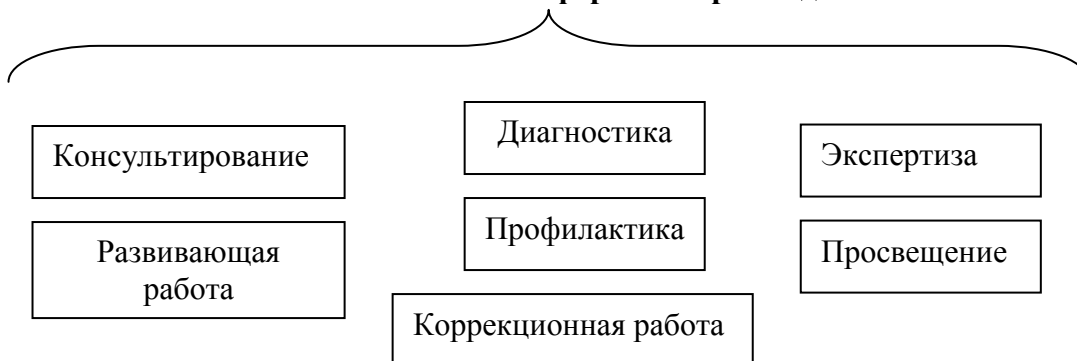 Консультирование
Диагностика
Экспертиза
Развивающая
работа
Профилактика
Просвещение
Коррекционная работа